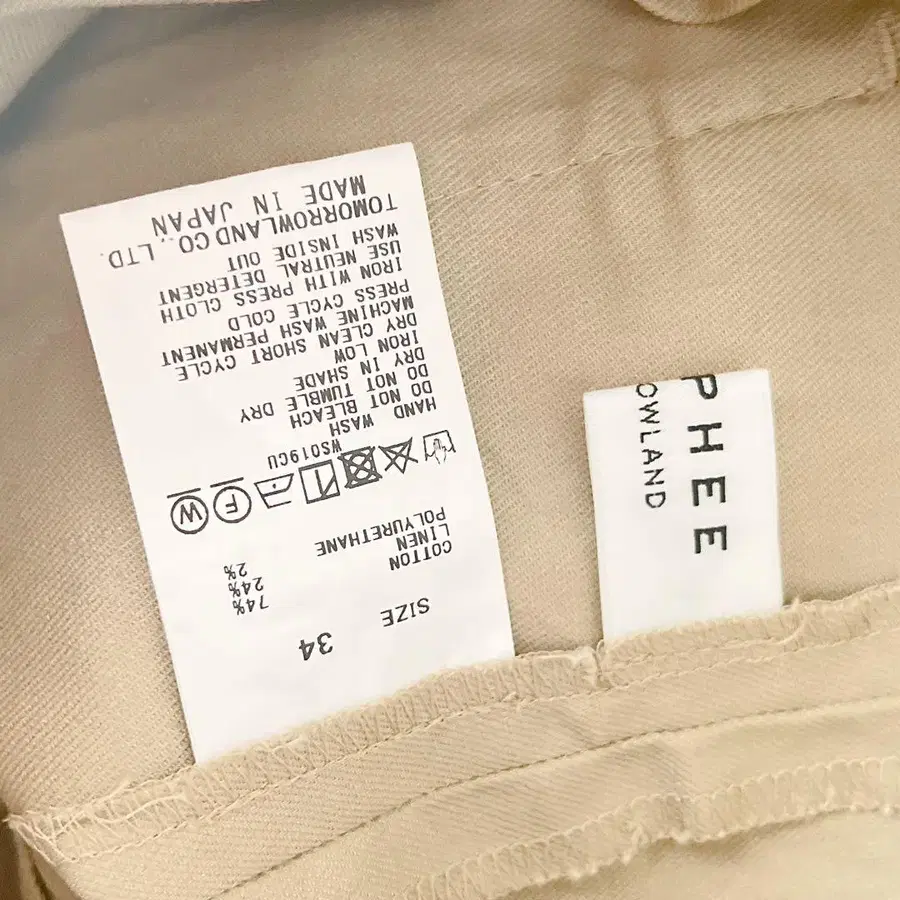 SIZE 34
COTTON 74%
LINEN 24%
POLYURETHANE 2%
F W
WS019CU
HAND WASH
DO NOT BLEACH
DO NOT TUMBLE DRY
DRY IN SHADE
IRON LOW
DRY CLEAN SHORT CYCLE
MACHINE WASH PERMANENT
PRESS CYCLE COLD
IRON WITH PRESS CLOTH
USE NEUTRAL DETERGENT
WASH INSIDE OUT
TOMORROWLAND CO., LTD.
MADE IN JAPAN
PHEE
OWLAND